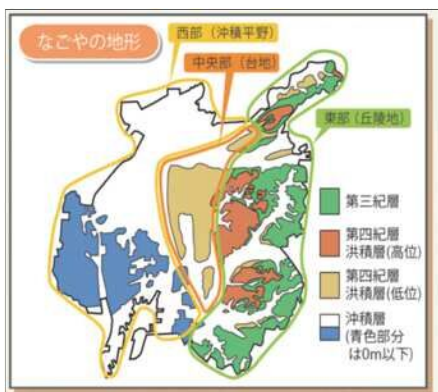 なごやの地形
西部（沖積平野）
中央部（台地）
東部（丘陵地）
第三紀層
第四紀層
洪積層(高位)
第四紀層
洪積層(低位)
沖積層
(青色部分
は0m以下)